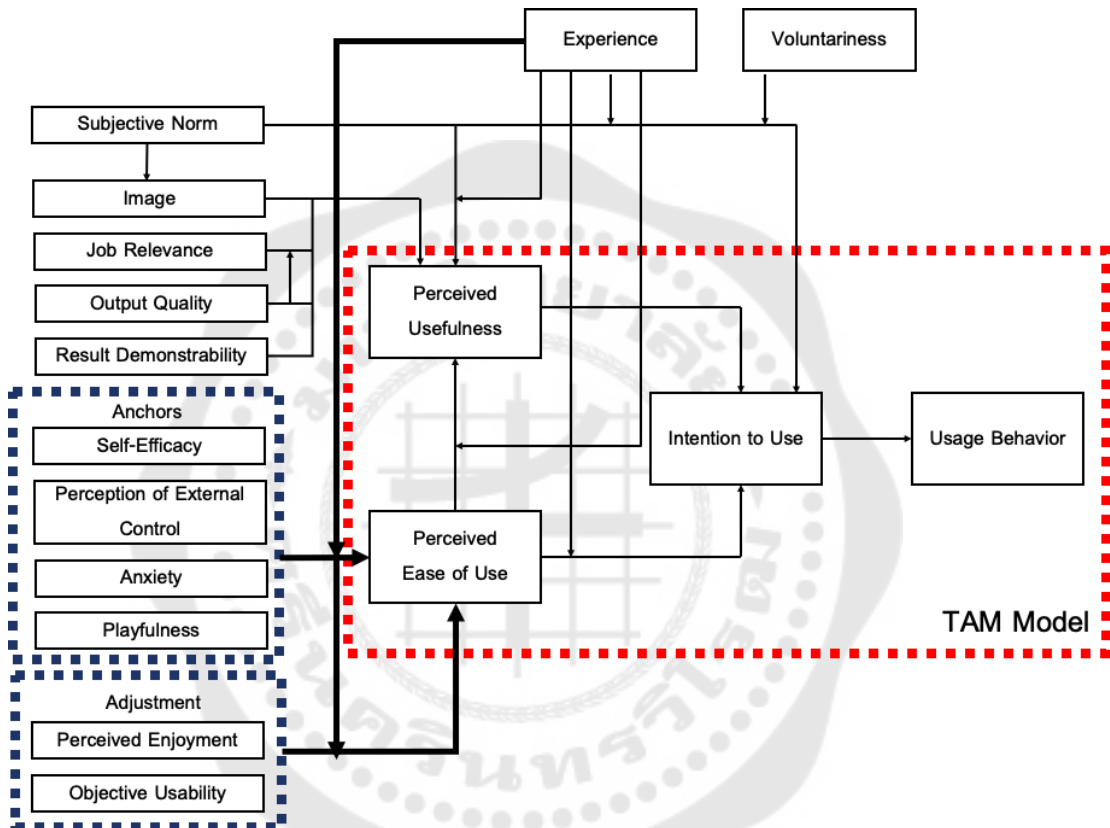 Experience
Voluntariness
Subjective Norm
Image
Job Relevance
Output Quality
Result Demonstrability
Perceived
Usefulness
Anchors
Self-Efficacy
Perception of External
Control
Anxiety
Playfulness
Intention to Use
Usage Behavior
Perceived
Ease of Use
TAM Model
Adjustment
Perceived Enjoyment
Objective Usability